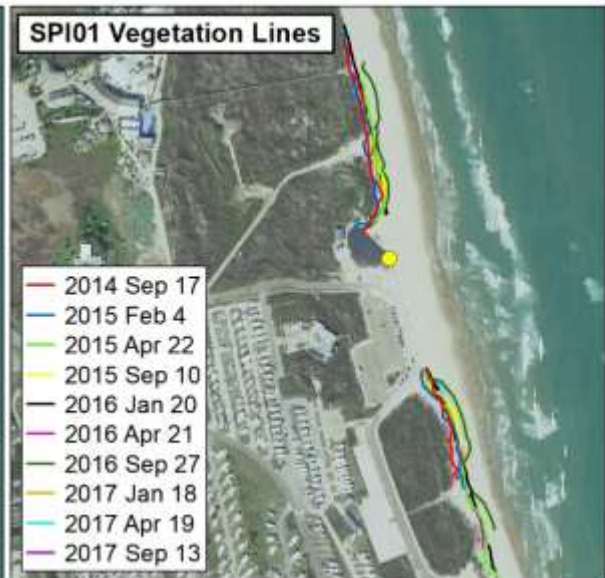 SPI01 Vegetation Lines
2014 Sep 17
2015 Feb 4
2015 Apr 22
2015 Sep 10
2016 Jan 20
2016 Apr 21
2016 Sep 27
2017 Jan 18
2017 Apr 19
2017 Sep 13